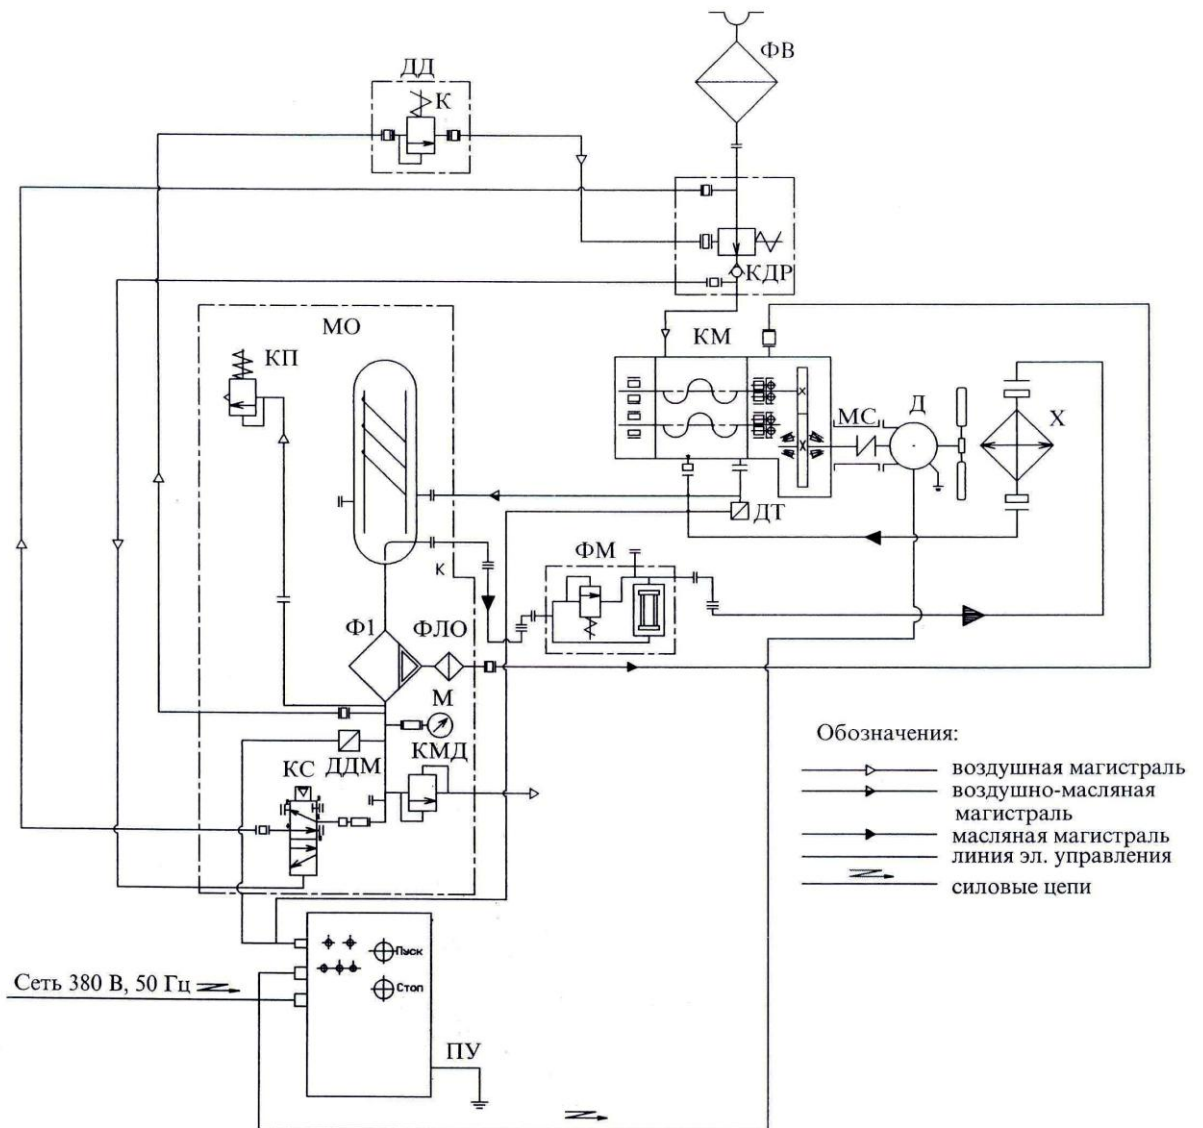 ФВ
ДД
К
КДР
МО
КП
КМ
МС
Д
Х
ДТ
ФМ
к
Ф1
ФЛО
М
КМД
ДДМ
КС
Обозначения:
воздушная магистраль
воздушно-масляная
магистраль
масляная магистраль
линия эл. управления
силовые цепи
Пуск
Сеть 380 В, 50 Гц
Стоп
ПУ